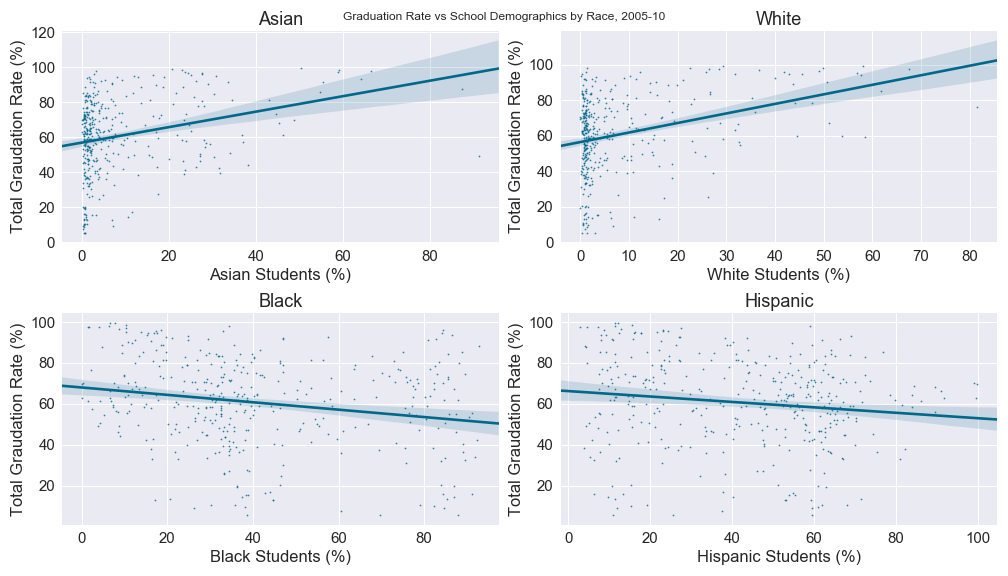 Graduation Rate vs School Demographics by Race, 2005-10
Asian
Total Graudation Rate (%)
120
100
80
60
40
20
0
0 20 40 60 80
Asian Students (%)
White
Total Graudation Rate (%)
100
80
60
40
20
0
0 10 20 30 40 50 60 70 80
White Students (%)
Black
Total Graudation Rate (%)
100
80
60
40
20
0 20 40 60 80
Black Students (%)
Hispanic
Total Graudation Rate (%)
100
80
60
40
20
0 20 40 60 80 100
Hispanic Students (%)